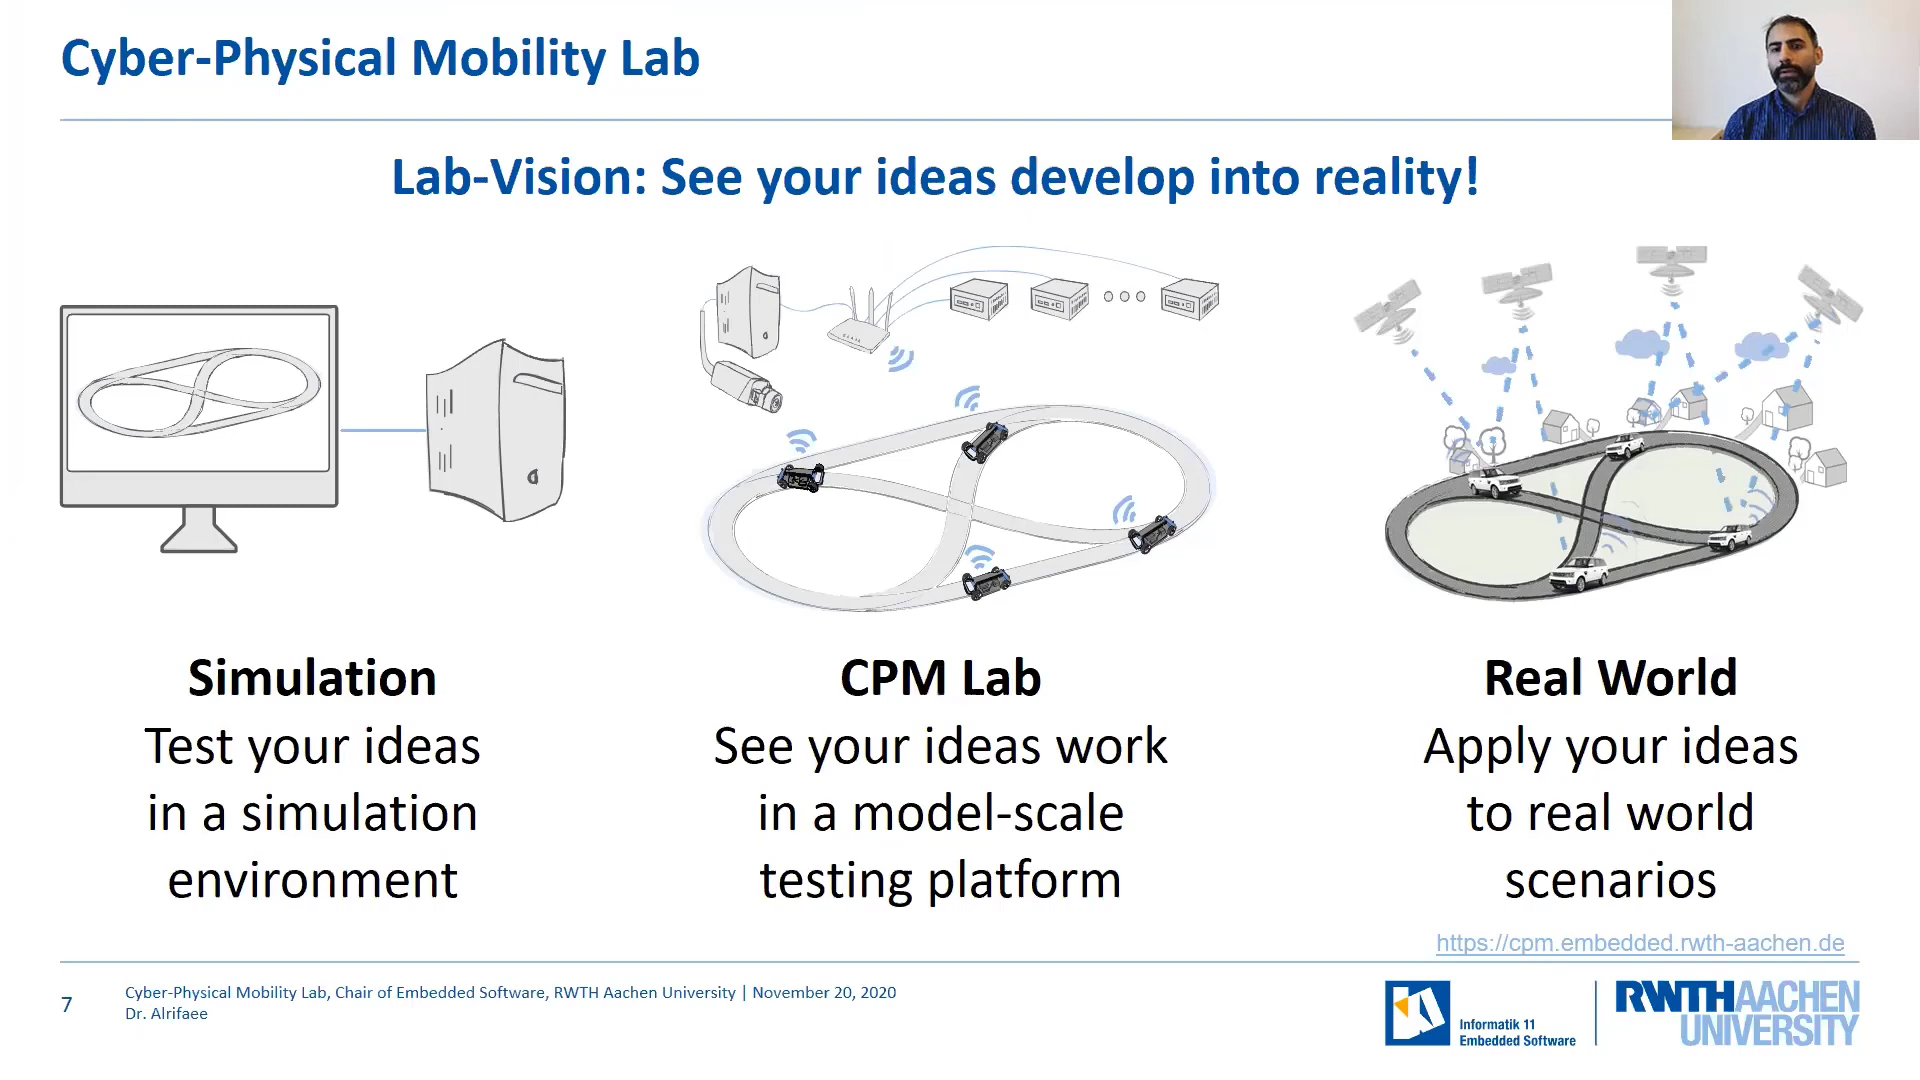 Cyber-Physical Mobility Lab
Lab-Vision: See your ideas develop into reality!
Simulation
Test your ideas
in a simulation
environment
CPM Lab
See your ideas work
in a model-scale
testing platform
Real World
Apply your ideas
to real world
scenarios
https://cpm.embedded.rwth-aachen.de
7
Cyber-Physical Mobility Lab, Chair of Embedded Software, RWTH Aachen University | November 20, 2020
Dr. Alrifaee
Informatik 11
Embedded Software
RWTHAACHEN
UNIVERSITY